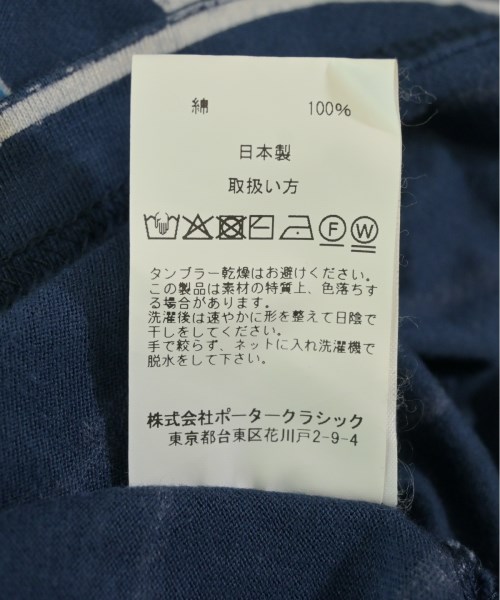 綿 100%
日本製
取扱い方
F W
タンブラー乾燥はお避けください。
この製品は素材の特質上、色落ちす
る場合があります。
洗濯後は速やかに形を整えて日陰で
干しをしてください。
手で絞らず、ネットに入れ洗濯機で
脱水をして下さい。
株式会社ポータークラシック
東京都台東区花川戸2-9-4